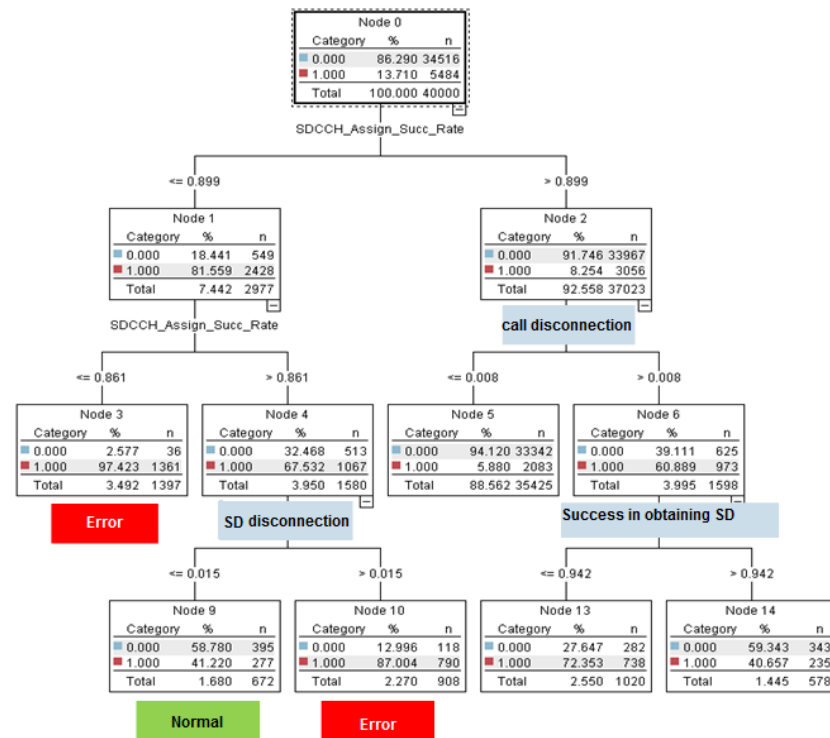 Node 0
Category % n
0.000 86.290 34516
1.000 13.710 5484
Total 100.000 40000
SDCCH_Assign_Succ_Rate
<= 0.899
> 0.899
Node 1
Category % n
0.000 18.441 549
1.000 81.559 2428
Total 7.442 2977
Node 2
Category % n
0.000 91.746 33967
1.000 8.254 3056
Total 92.558 37023
SDCCH_Assign_Succ_Rate
call disconnection
<= 0.861
> 0.861
<= 0.008
> 0.008
Node 3
Category % n
0.000 2.577 36
1.000 97.423 1361
Total 3.492 1397
Node 4
Category % n
0.000 32.468 513
1.000 67.532 1067
Total 3.950 1580
Node 5
Category % n
0.000 94.120 33342
1.000 5.880 2083
Total 88.562 35425
Node 6
Category % n
0.000 39.111 625
1.000 60.889 973
Total 3.995 1598
Error
SD disconnection
Success in obtaining SD
<= 0.015
> 0.015
<= 0.942
> 0.942
Node 9
Category % n
0.000 58.780 395
1.000 41.220 277
Total 1.680 672
Node 10
Category % n
0.000 12.996 118
1.000 87.004 790
Total 2.270 908
Node 13
Category % n
0.000 27.647 282
1.000 72.353 738
Total 2.550 1020
Node 14
Category % n
0.000 59.343 343
1.000 40.657 235
Total 1.445 578
Normal
Error